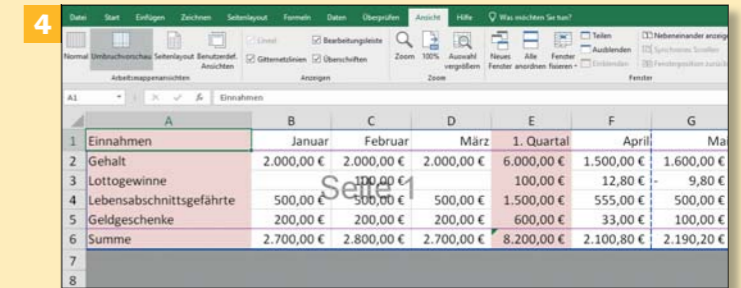 4
Datei Start Einfügen Zeichnen Seitenlayout Formeln Daten Überprüfen Ansicht Hilfe Was möchten Sie tun?
Normal Umbruchvorschau Seitenlayout Benutzerdef. Ansichten
Lineal Bearbeitungsleiste
Gitternetzlinien Überschriften
Zoom 100% Auswahl vergrößern
Neues Fenster Alle anordnen Fenster fixieren
Teilen
Ausblenden
Einblenden
Nebeneinander anzeig
Synchrones Scrollen
Fensterposition zurück
Arbeitsmappenansichten Anzeigen Zoom Fenster
A1 fx Einnahmen
A B C D E F G
1 Einnahmen Januar Februar März 1. Quartal April Mai
2 Gehalt 2.000,00 € 2.000,00 € 2.000,00 € 6.000,00 € 1.500,00 € 1.600,00 €
3 Lottogewinne 100,00 € 100,00 € 12,80 € - 9,80 €
Seite 1
4 Lebensabschnittsgefährte 500,00 € 500,00 € 500,00 € 1.500,00 € 555,00 € 500,00 €
5 Geldgeschenke 200,00 € 200,00 € 200,00 € 600,00 € 33,00 € 100,00 €
6 Summe 2.700,00 € 2.800,00 € 2.700,00 € 8.200,00 € 2.100,80 € 2.190,20 €
7
8